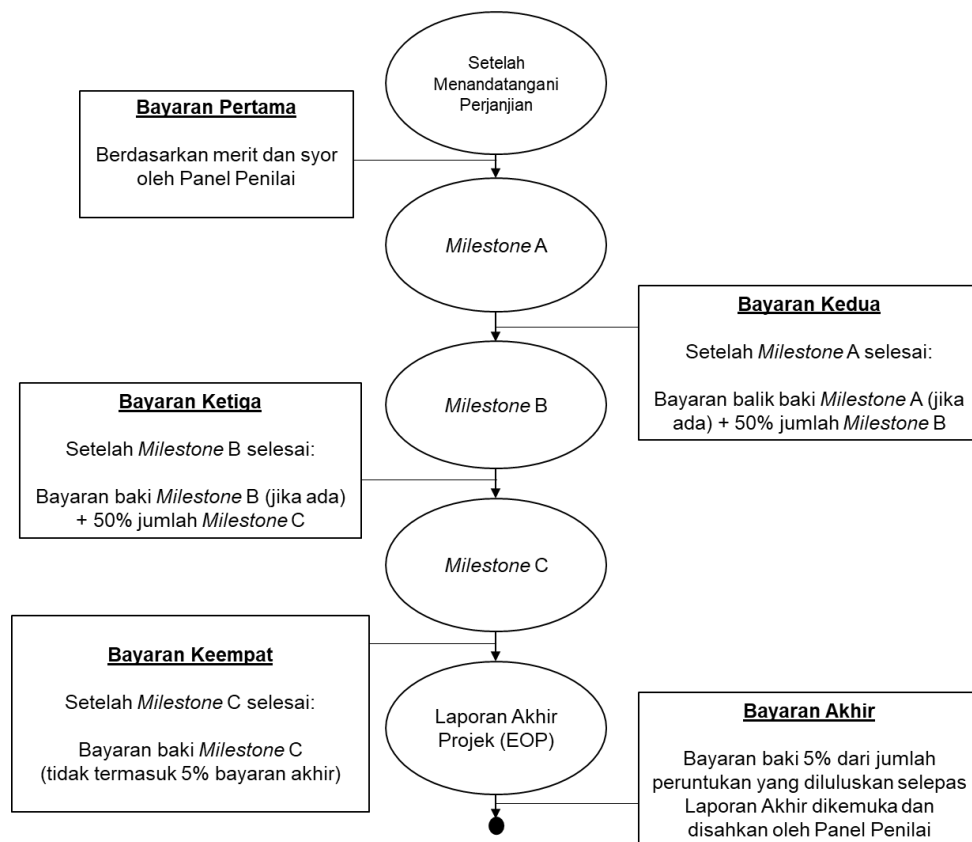 Setelah
Menandatangani
Perjanjian
Bayaran Pertama
Berdasarkan merit dan syor
oleh Panel Penilai
Milestone A
Bayaran Kedua
Setelah Milestone A selesai:
Bayaran balik baki Milestone A (jika
ada) + 50% jumlah Milestone B
Milestone B
Bayaran Ketiga
Setelah Milestone B selesai:
Bayaran baki Milestone B (jika ada)
+ 50% jumlah Milestone C
Milestone C
Bayaran Keempat
Setelah Milestone C selesai:
Bayaran baki Milestone C
(tidak termasuk 5% bayaran akhir)
Laporan Akhir
Projek (EOP)
Bayaran Akhir
Bayaran baki 5% dari jumlah
peruntukan yang diluluskan selepas
Laporan Akhir dikemuka dan
disahkan oleh Panel Penilai